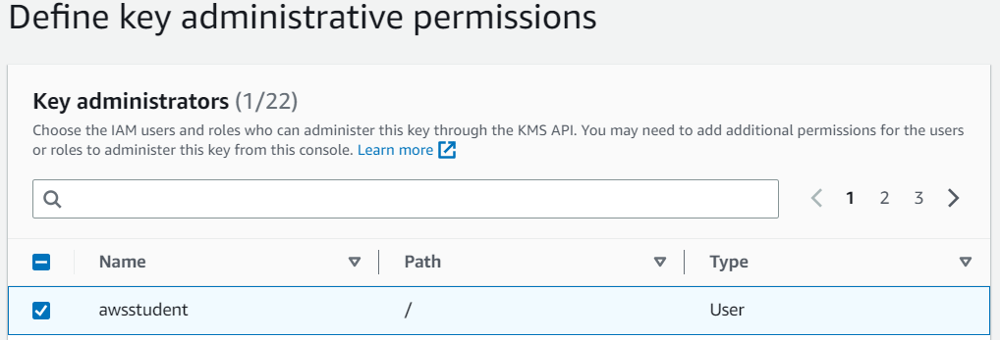 Define key administrative permissions
Key administrators (1/22)
Choose the IAM users and roles who can administer this key through the KMS API. You may need to add additional permissions for the users
or roles to administer this key from this console. Learn more
1 2 3
Name Path Type
awsstudent / User